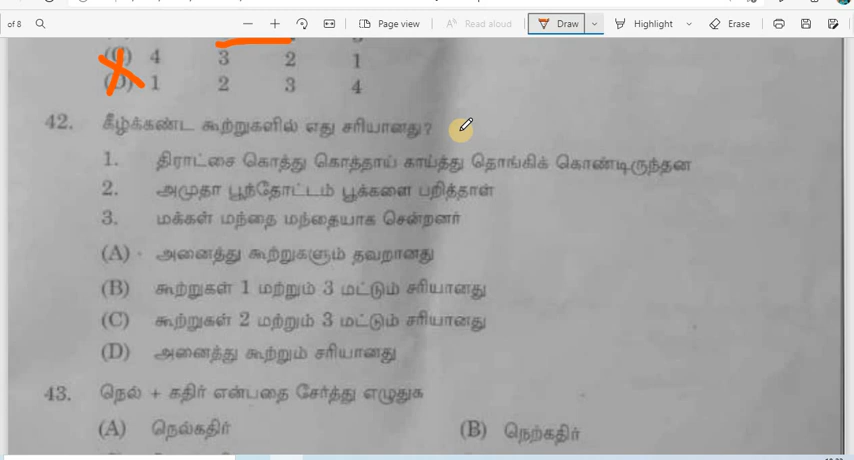 of 8 Page view Read aloud Draw Highlight Erase
(C) 4 3 2 1
(D) 1 2 3 4
42. கீழ்க்கண்ட கூற்றுகளில் எது சரியானது?
1. திராட்சை கொத்து கொத்தாய் காய்த்து தொங்கிக் கொண்டிருந்தன
2. அமுதா பூந்தோட்டம் பூக்களை பறித்தாள்
3. மக்கள் மந்தை மந்தையாக சென்றனர்
(A) அனைத்து கூற்றுகளும் தவறானது
(B) கூற்றுகள் 1 மற்றும் 3 மட்டும் சரியானது
(C) கூற்றுகள் 2 மற்றும் 3 மட்டும் சரியானது
(D) அனைத்து கூற்றும் சரியானது
43. நெல் + கதிர் என்பதை சேர்த்து எழுதுக
(A) நெல்கதிர் (B) நெற்கதிர்